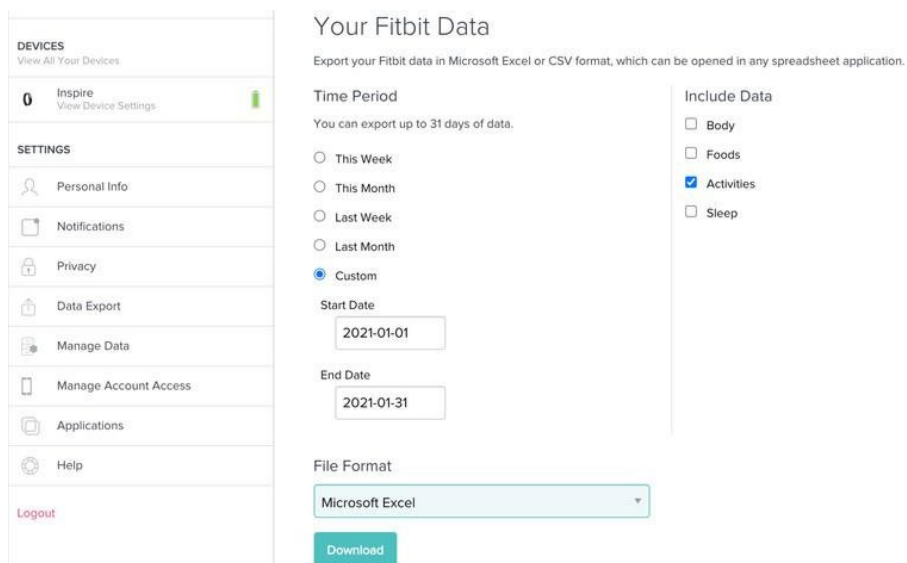 DEVICES
View All Your Devices
Inspire
View Device Settings
SETTINGS
Personal Info
Notifications
Privacy
Data Export
Manage Data
Manage Account Access
Applications
Help
Logout
Your Fitbit Data
Export your Fitbit data in Microsoft Excel or CSV format, which can be opened in any spreadsheet application.
Time Period
You can export up to 31 days of data.
This Week
This Month
Last Week
Last Month
Custom
Start Date
2021-01-01
End Date
2021-01-31
Include Data
Body
Foods
Activities
Sleep
File Format
Microsoft Excel
Download